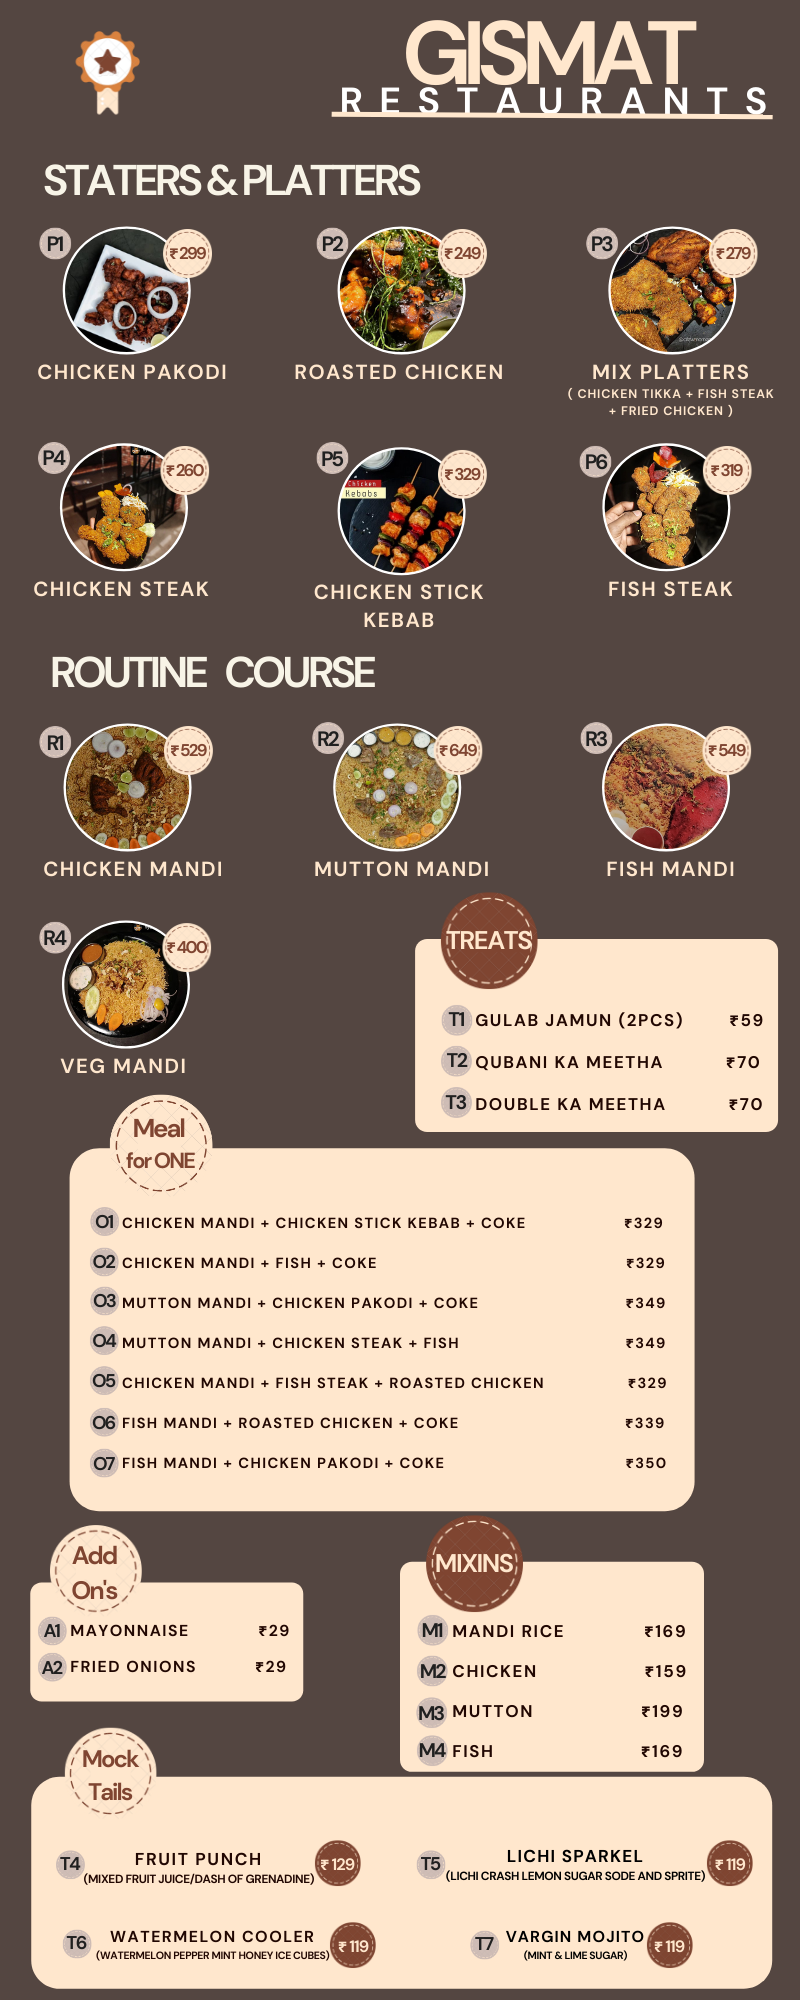 GISMAT
RESTAURANTS
STATERS & PLATTERS
P1
₹299
CHICKEN PAKODI
P2
₹249
ROASTED CHICKEN
P3
₹279
MIX PLATTERS
( CHICKEN TIKKA + FISH STEAK
+ FRIED CHICKEN )
P4
₹260
CHICKEN STEAK
P5
Chicken
Kebabs
₹329
CHICKEN STICK
KEBAB
P6
₹319
FISH STEAK
ROUTINE COURSE
R1
₹529
CHICKEN MANDI
R2
₹649
MUTTON MANDI
R3
₹549
FISH MANDI
R4
₹400
VEG MANDI
TREATS
T1 GULAB JAMUN (2PCS) ₹59
T2 QUBANI KA MEETHA ₹70
T3 DOUBLE KA MEETHA ₹70
Meal
for ONE
O1 CHICKEN MANDI + CHICKEN STICK KEBAB + COKE ₹329
O2 CHICKEN MANDI + FISH + COKE ₹329
O3 MUTTON MANDI + CHICKEN PAKODI + COKE ₹349
O4 MUTTON MANDI + CHICKEN STEAK + FISH ₹349
O5 CHICKEN MANDI + FISH STEAK + ROASTED CHICKEN ₹329
O6 FISH MANDI + ROASTED CHICKEN + COKE ₹339
O7 FISH MANDI + CHICKEN PAKODI + COKE ₹350
Add
On's
A1 MAYONNAISE ₹29
A2 FRIED ONIONS ₹29
MIXINS
M1 MANDI RICE ₹169
M2 CHICKEN ₹159
M3 MUTTON ₹199
M4 FISH ₹169
Mock
Tails
T4 FRUIT PUNCH ₹129
(MIXED FRUIT JUICE/DASH OF GRENADINE)
T5 LICHI SPARKEL ₹119
(LICHI CRASH LEMON SUGAR SODE AND SPRITE)
T6 WATERMELON COOLER ₹119
(WATERMELON PEPPER MINT HONEY ICE CUBES)
T7 VARGIN MOJITO ₹119
(MINT & LIME SUGAR)